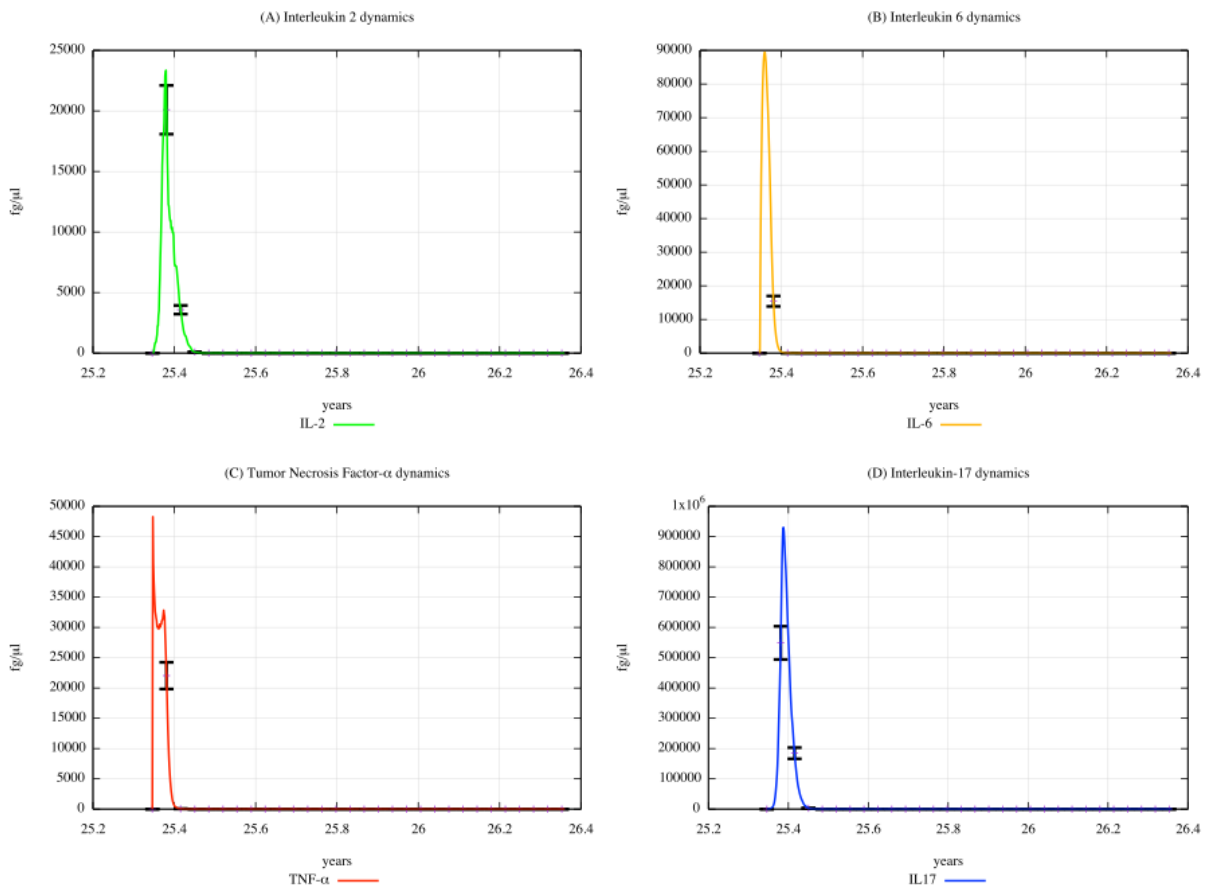 (A) Interleukin 2 dynamics
25000
20000
15000
10000
5000
0
fg/µl
25.2 25.4 25.6 25.8 26 26.2 26.4
years
IL-2
(B) Interleukin 6 dynamics
90000
80000
70000
60000
50000
40000
30000
20000
10000
0
fg/µl
25.2 25.4 25.6 25.8 26 26.2 26.4
years
IL-6
(C) Tumor Necrosis Factor-α dynamics
50000
45000
40000
35000
30000
25000
20000
15000
10000
5000
0
fg/µl
25.2 25.4 25.6 25.8 26 26.2 26.4
years
TNF-α
(D) Interleukin-17 dynamics
1x10⁶
900000
800000
700000
600000
500000
400000
300000
200000
100000
0
fg/µl
25.2 25.4 25.6 25.8 26 26.2 26.4
years
IL17